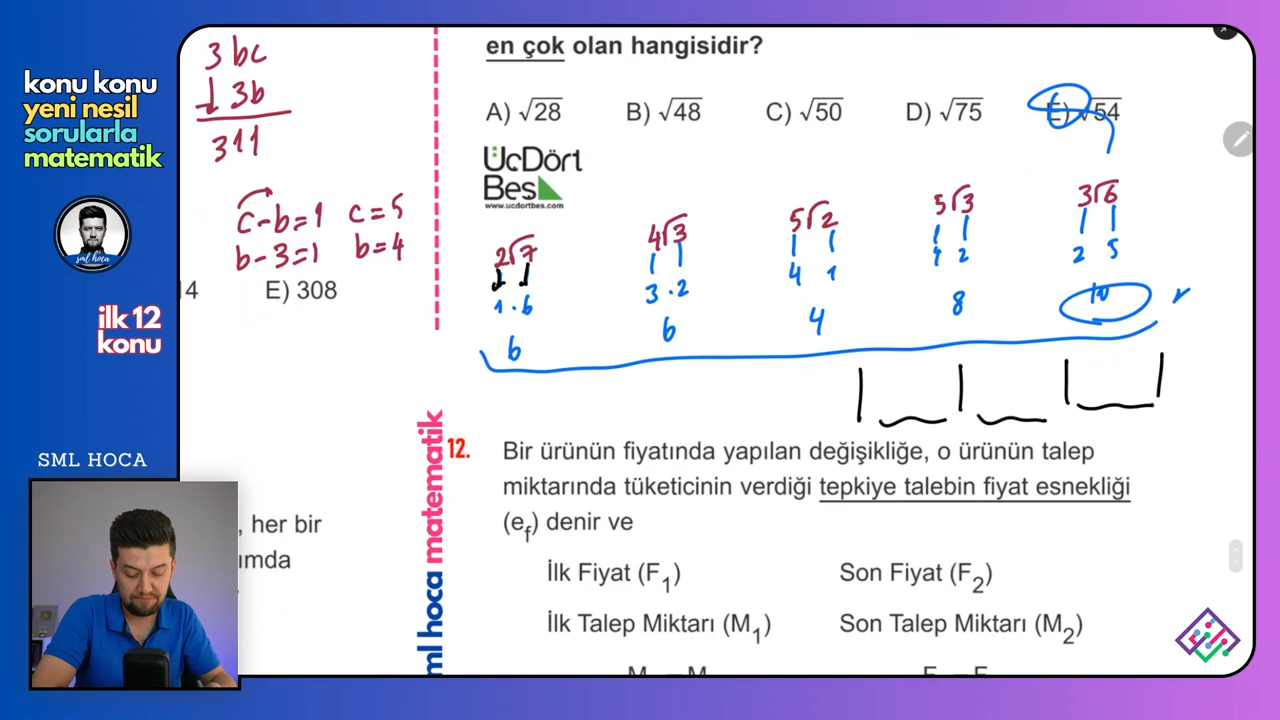 konu konu
yeni nesil
sorularla
matematik
sml hoca
ilk 12
konu
SML HOCA
3bc
3b
311
c-b=1 c=5
b-3=1 b=4
14 E) 308
, her bir
ımda
sml hoca matematik
en çok olan hangisidir?
A) √28 B) √48 C) √50 D) √75 E) √54
ÜçDört
Beş
www.ucdortbes.com
2√7 4√3 5√2 5√3 3√6
1.6 3.2 4 1 4 2 2 5
6 6 4 8 10
12. Bir ürünün fiyatında yapılan değişikliğe, o ürünün talep
miktarında tüketicinin verdiği tepkiye talebin fiyat esnekliği
(ef) denir ve
İlk Fiyat (F1) Son Fiyat (F2)
İlk Talep Miktarı (M1) Son Talep Miktarı (M2)